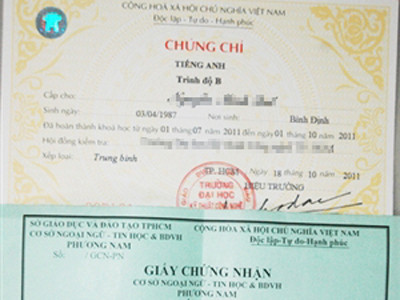 CỘNG HOÀ XÃ HỘI CHỦ NGHĨA VIỆT NAM
Độc lập - Tự do - Hạnh phúc
CHỨNG CHỈ
TIẾNG ANH
Trình độ B
Cấp cho:
Sinh ngày: 03/04/1987 Nơi sinh: Bình Định
Đã hoàn thành khoá học từ ngày 01 tháng 07 năm 2011 đến ngày 01 tháng 10 năm 2011
Hội đồng kiểm tra:
Xếp loại: Trung bình
TP. HCM ngày 18 tháng 10 năm 2011
HIỆU TRƯỞNG
TRƯỜNG
ĐẠI HỌC
SỞ GIÁO DỤC VÀ ĐÀO TẠO TPHCM CỘNG HÒA XÃ HỘI CHỦ NGHĨA VIỆT NAM
CƠ SỞ NGOẠI NGỮ - TIN HỌC & BDVH Độc lập-Tự do-Hạnh phúc
PHƯƠNG NAM
Số: / GCN-PN
GIẤY CHỨNG NHẬN
CƠ SỞ NGOẠI NGỮ - TIN HỌC & BDVH
PHƯƠNG NAM